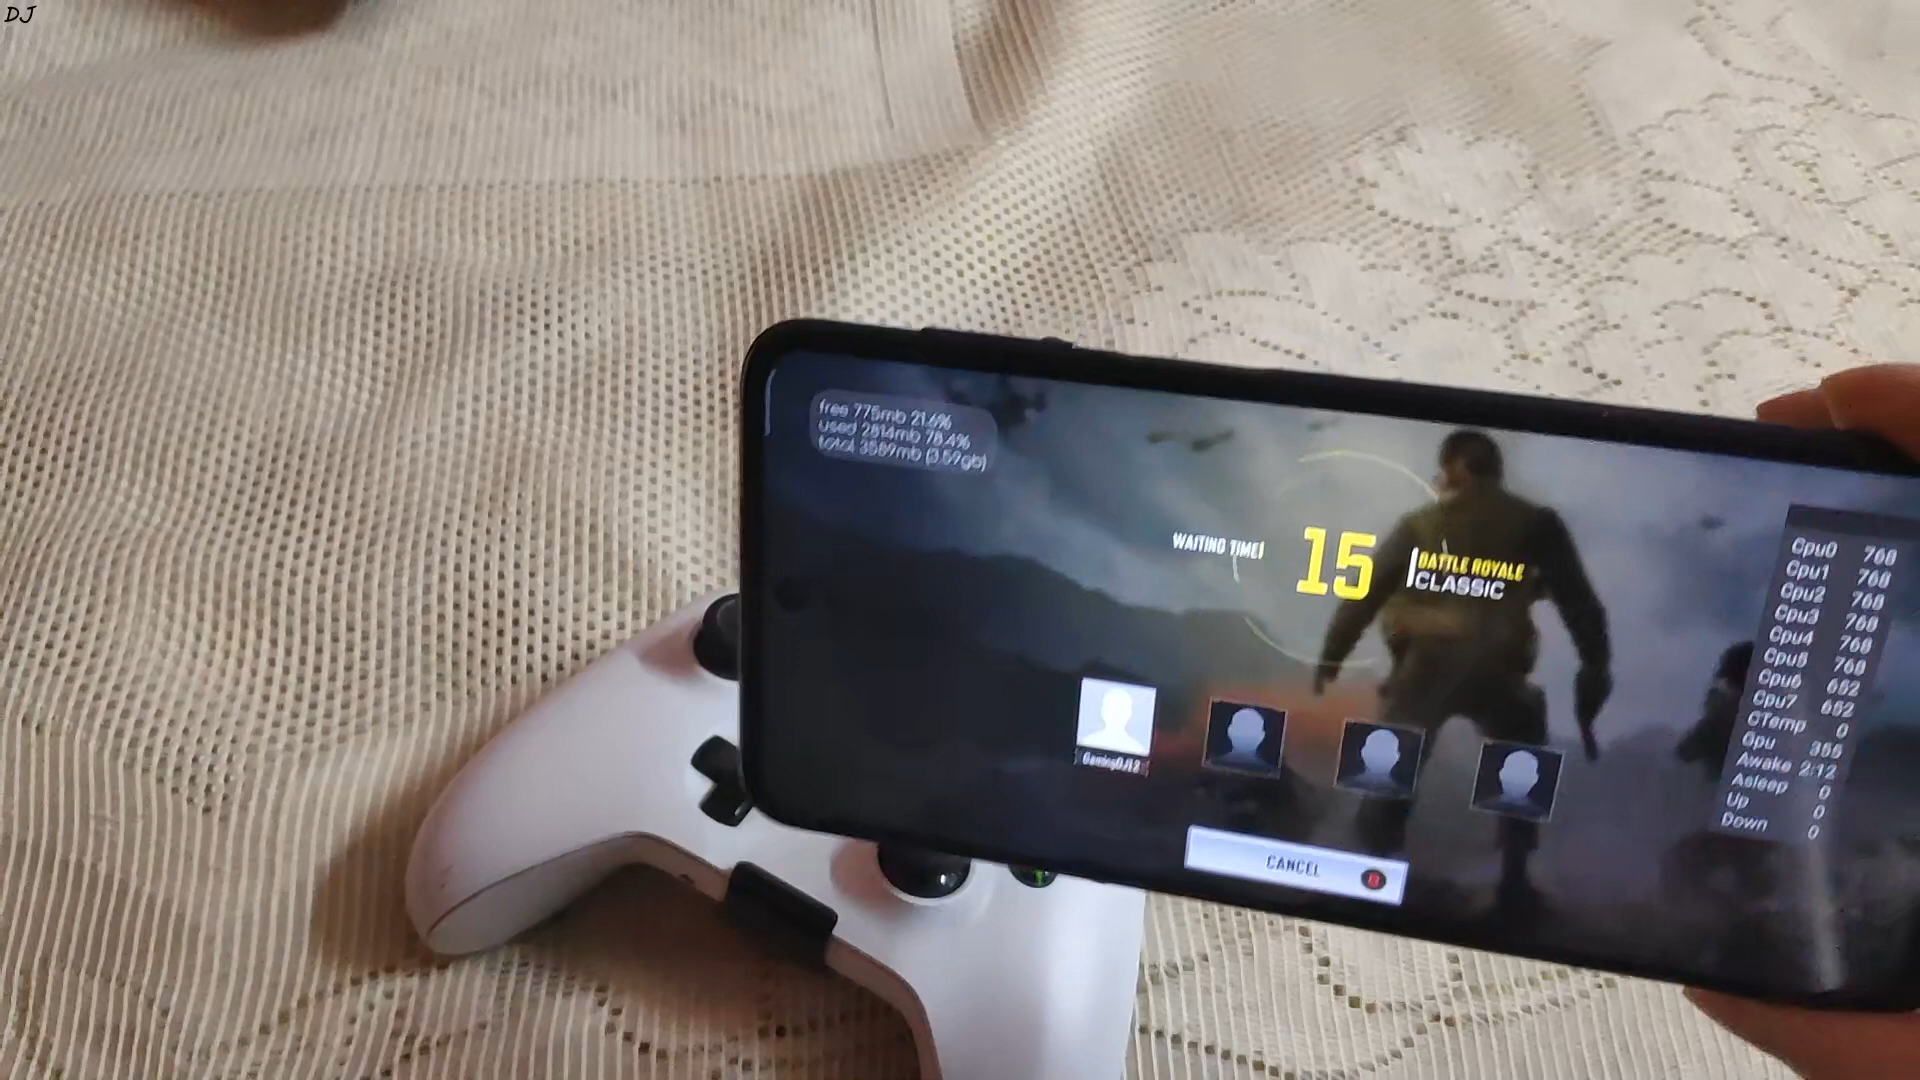 DJ
free 775mb 21.6%
used 2814mb 78.4%
total 3589mb (3.59gb)
WAITING TIME:
15
BATTLE ROYALE
CLASSIC
Cpu0 768
Cpu1 768
Cpu2 768
Cpu3 768
Cpu4 768
Cpu5 768
Cpu6 652
Cpu7 652
CTemp 0
Gpu 355
Awake 2:12
Asleep 0
Up 0
Down 0
GamingDJ12
CANCEL B